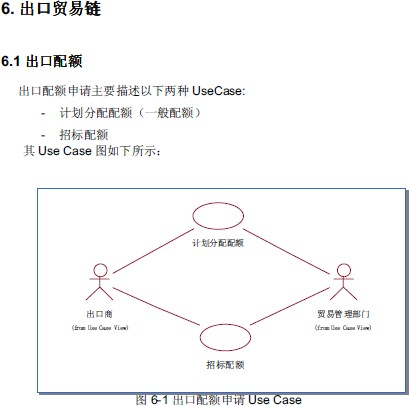 6. 出口贸易链
6.1 出口配额
出口配额申请主要描述以下两种 UseCase:
- 计划分配配额（一般配额）
- 招标配额
其 Use Case 图如下所示：
计划分配配额
出口商
(from Use Case View)
贸易管理部门
(from Use Case View)
招标配额
图 6-1 出口配额申请 Use Case